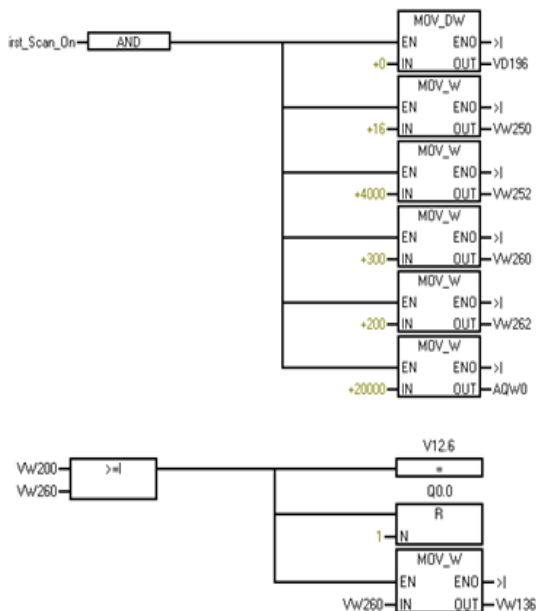 MOV_DW
irst_Scan_On AND EN ENO >I
+0 IN OUT VD196
MOV_W
EN ENO >I
+16 IN OUT VW250
MOV_W
EN ENO >I
+4000 IN OUT VW252
MOV_W
EN ENO >I
+300 IN OUT VW260
MOV_W
EN ENO >I
+200 IN OUT VW262
MOV_W
EN ENO >I
+20000 IN OUT AQW0
V12.6
VW200 >=I =
VW260
Q0.0
R
1 N
MOV_W
EN ENO >I
VW260 IN OUT VW136